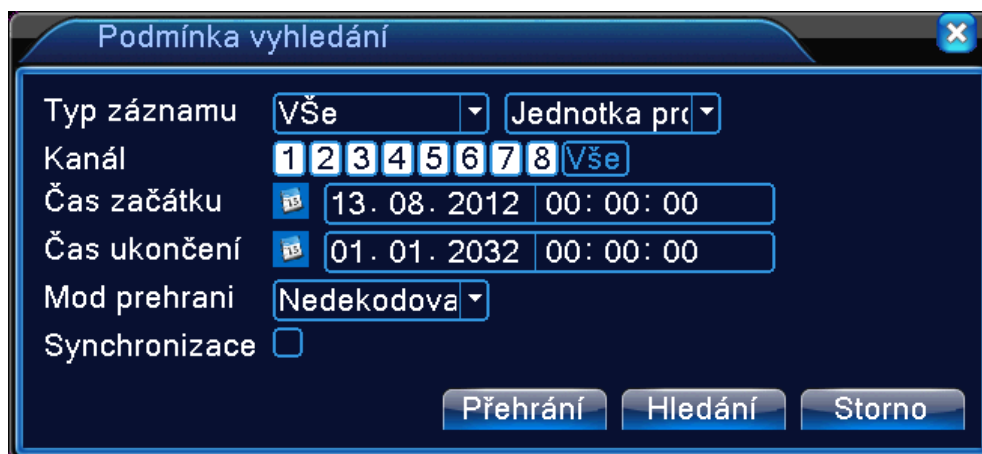 Podmínka vyhledání
Typ záznamu VŠe Jednotka pro
Kanál 1 2 3 4 5 6 7 8 Vše
Čas začátku 13. 08. 2012 00: 00: 00
Čas ukončení 01. 01. 2032 00: 00: 00
Mod prehrani Nedekodova
Synchronizace
Přehrání Hledání Storno